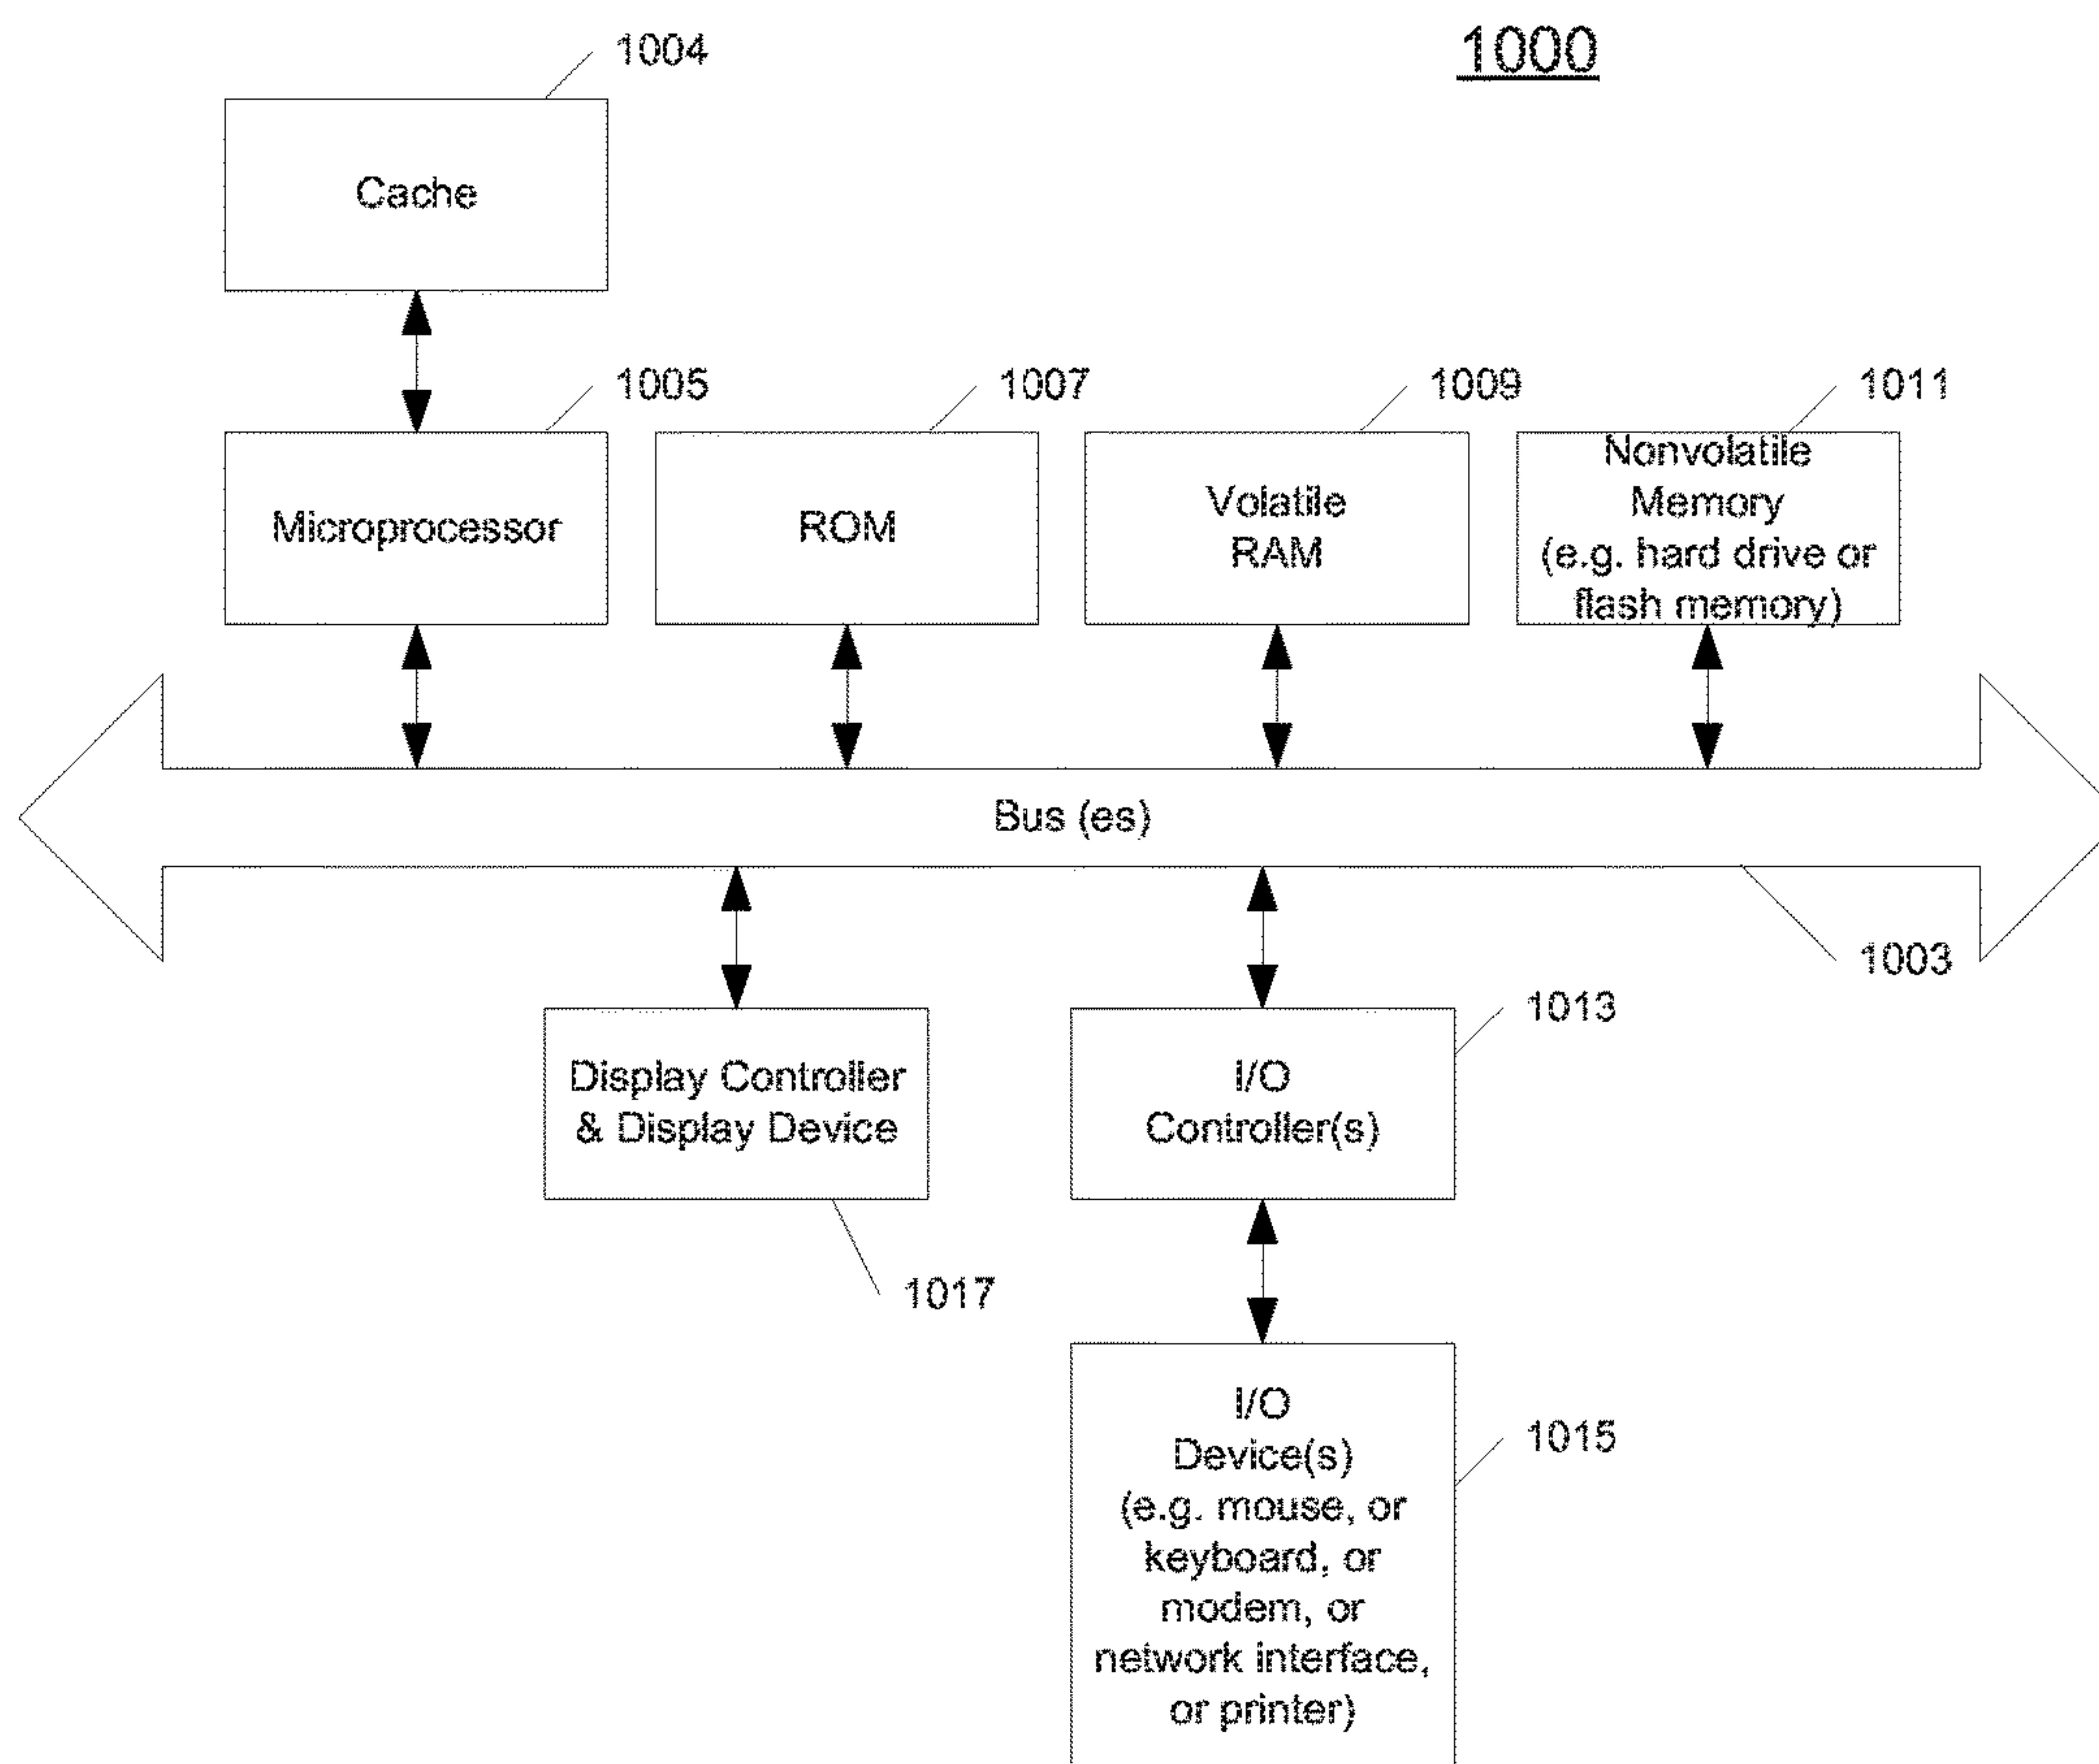 1000
1004
Cache
1005
1007
1009
1011
Microprocessor
ROM
Volatile
RAM
Nonvolatile
Memory
(e.g. hard drive or
flash memory)
Bus (es)
1003
1013
Display Controller
& Display Device
I/O
Controller(s)
1017
I/O
Device(s)
(e.g. mouse, or
keyboard, or
modem, or
network interface,
or printer)
1015